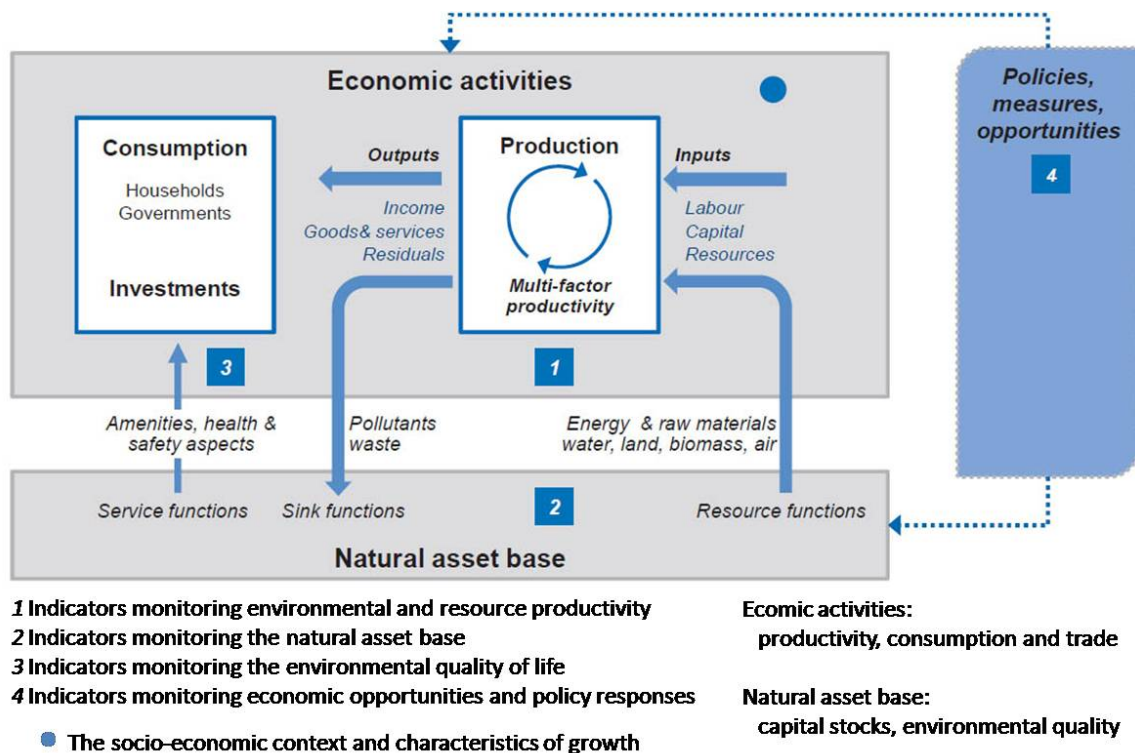 Economic activities
Policies,
measures,
opportunities
4
Consumption
Households
Governments
Investments
3
Outputs
Income
Goods& services
Residuals
Production
Multi-factor
productivity
1
Inputs
Labour
Capital
Resources
Amenities, health &
safety aspects
Pollutants
waste
Energy & raw materials
water, land, biomass, air
Service functions
Sink functions
2
Resource functions
Natural asset base
1 Indicators monitoring environmental and resource productivity
2 Indicators monitoring the natural asset base
3 Indicators monitoring the environmental quality of life
4 Indicators monitoring economic opportunities and policy responses
The socio-economic context and characteristics of growth
Ecomic activities:
productivity, consumption and trade
Natural asset base:
capital stocks, environmental quality